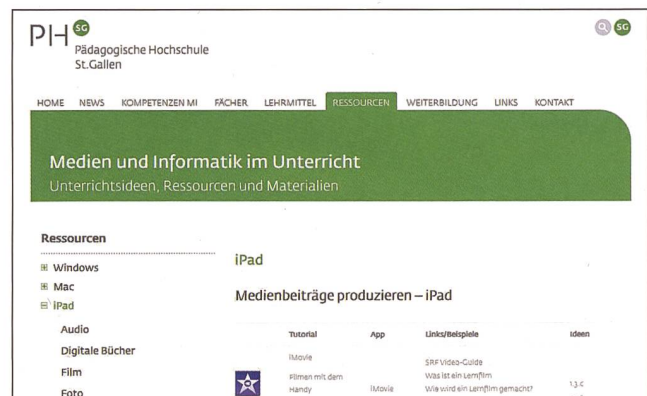 PH SG
Pädagogische Hochschule
St.Gallen
SG
HOME NEWS KOMPETENZEN MI FÄCHER LEHRMITTEL RESSOURCEN WEITERBILDUNG LINKS KONTAKT
Medien und Informatik im Unterricht
Unterrichtsideen, Ressourcen und Materialien
Ressourcen
Windows
Mac
iPad
Audio
Digitale Bücher
Film
Foto
iPad
Medienbeiträge produzieren – iPad
Tutorial App Links/Beispiele Ideen
iMovie
SRF Video-Guide
Filmen mit dem
Was ist ein Lernfilm
Handy iMovie Wie wird ein Lernfilm gemacht? 1.3.c